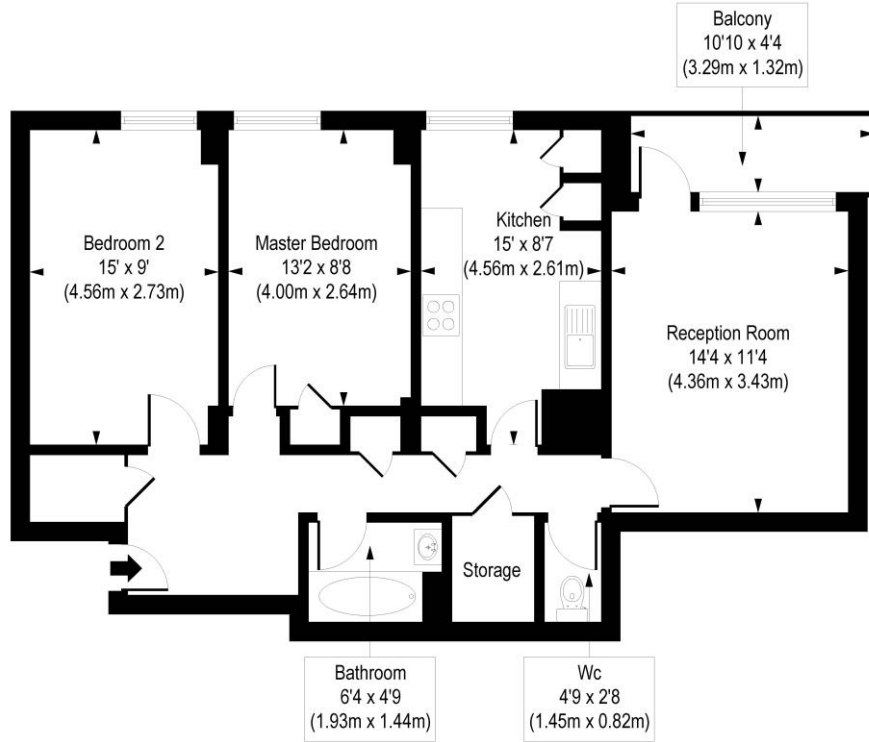 Balcony
10'10 x 4'4
(3.29m x 1.32m)
Bedroom 2
15' x 9'
(4.56m x 2.73m)
Master Bedroom
13'2 x 8'8
(4.00m x 2.64m)
Kitchen
15' x 8'7
(4.56m x 2.61m)
Reception Room
14'4 x 11'4
(4.36m x 3.43m)
Storage
Bathroom
6'4 x 4'9
(1.93m x 1.44m)
Wc
4'9 x 2'8
(1.45m x 0.82m)